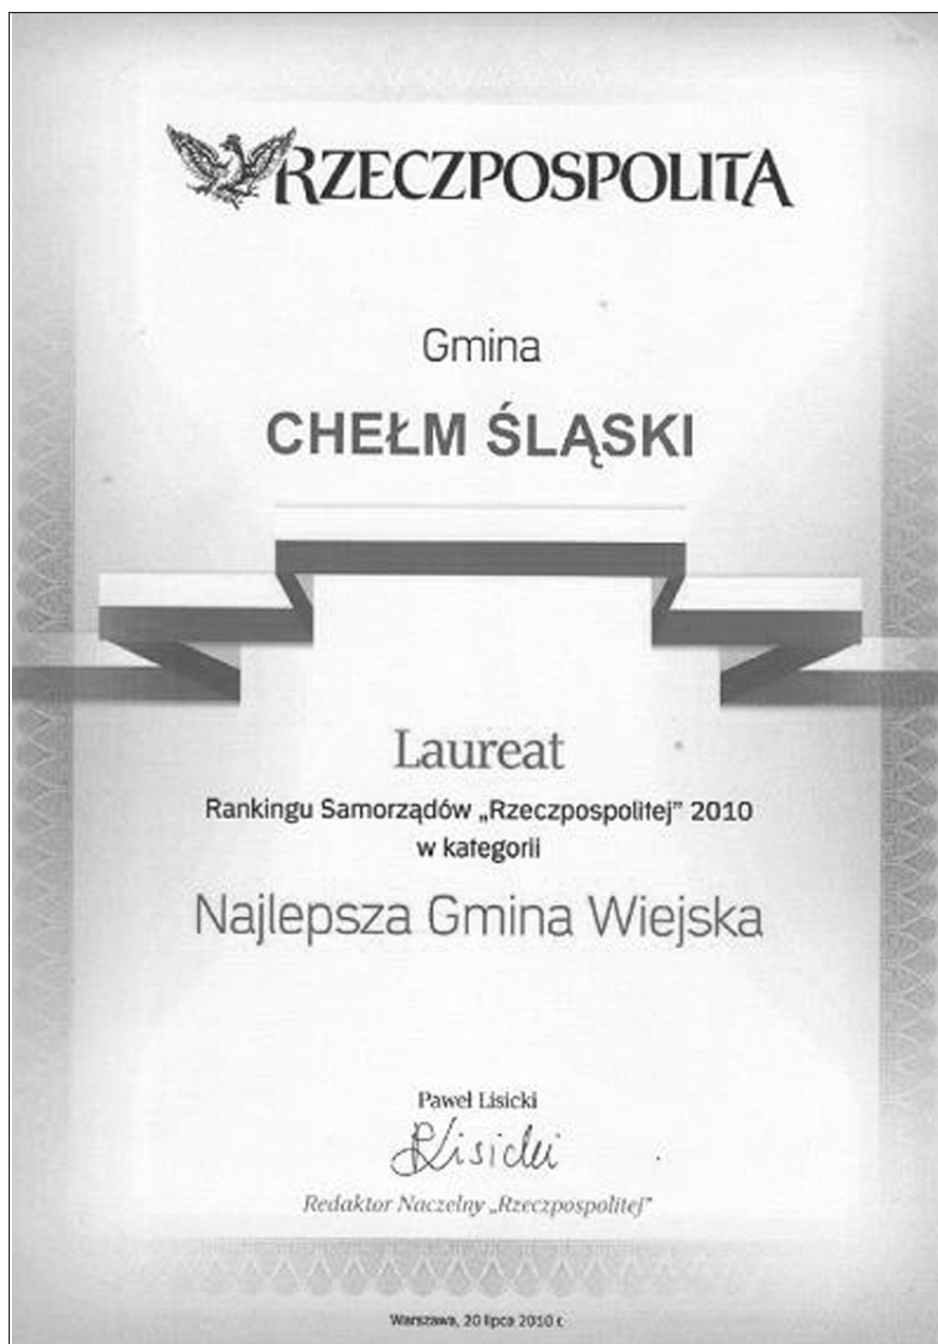 RZECZPOSPOLITA
Gmina
CHEŁM ŚLĄSKI
Laureat
Rankingu Samorządów „Rzeczpospolitej” 2010
w kategorii
Najlepsza Gmina Wiejska
Paweł Lisicki
PLisicki
Redaktor Naczelny „Rzeczpospolitej”
Warszawa, 20 lipca 2010 r.